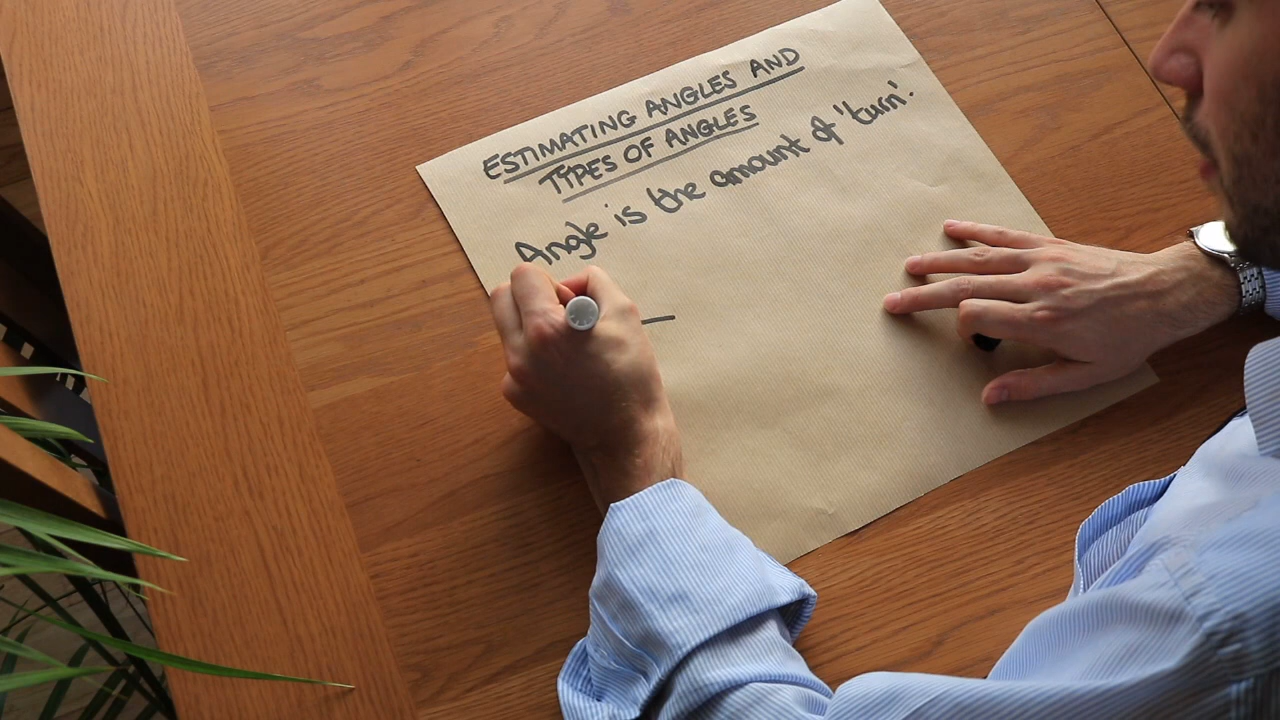 ESTIMATING ANGLES AND
TYPES OF ANGLES
Angle is the amount of 'turn'.